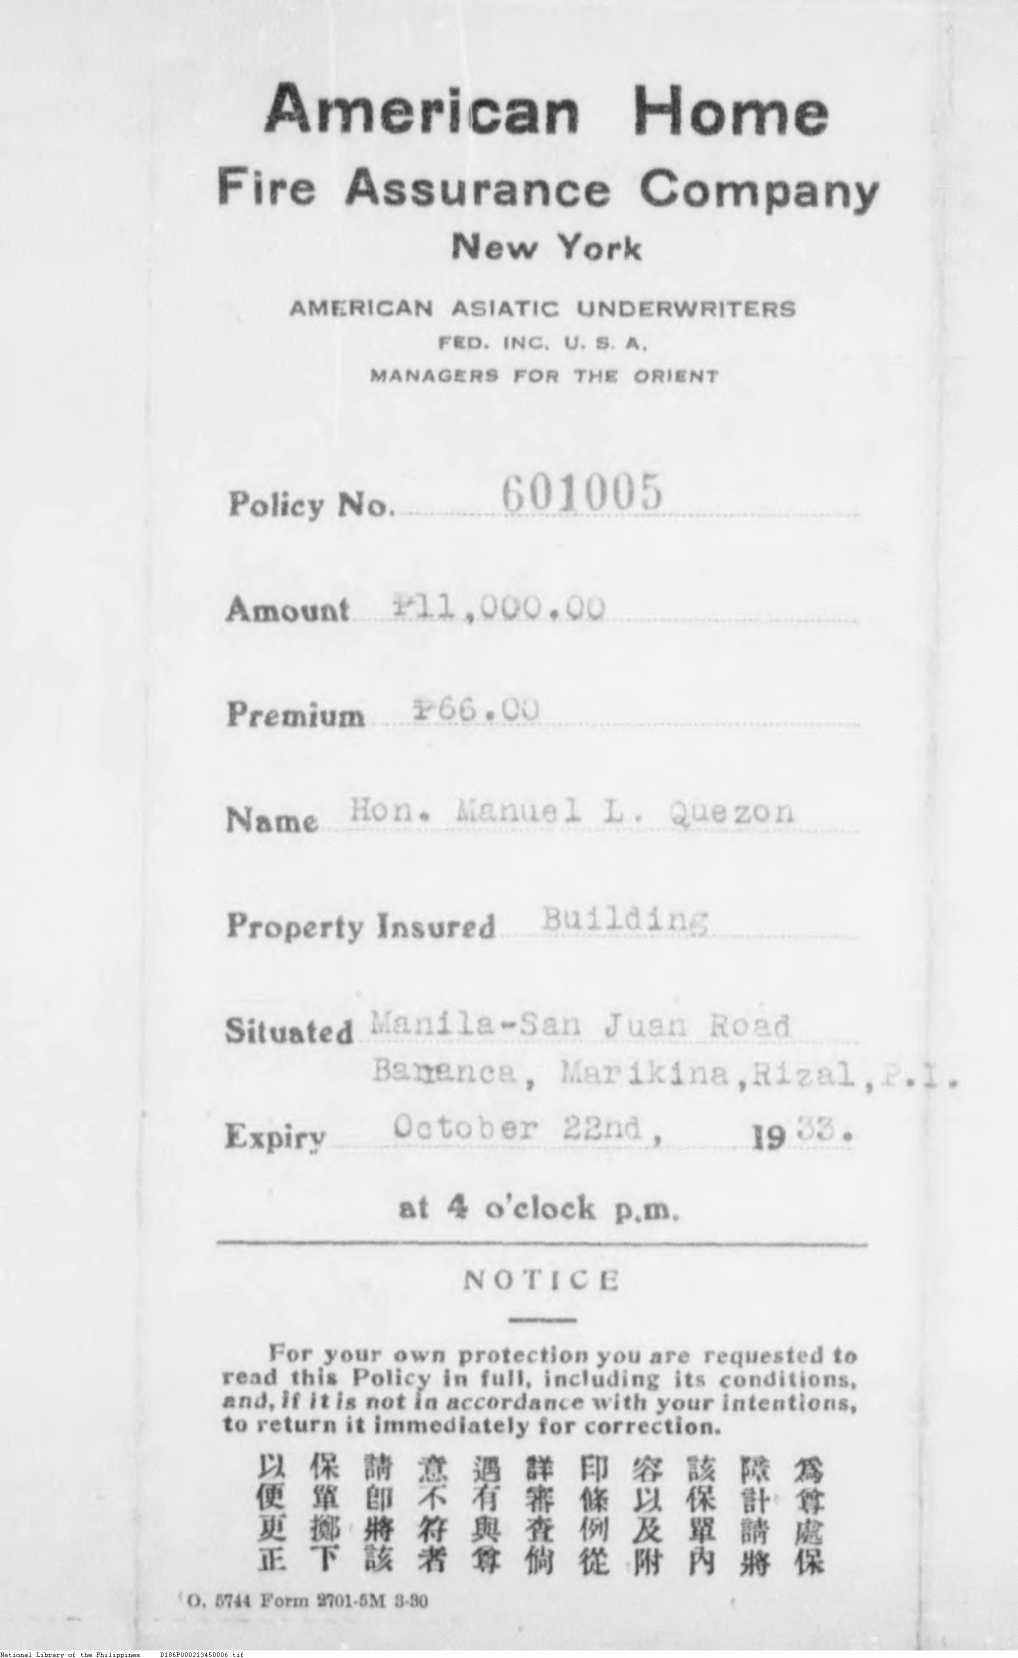 American Home
Fire Assurance Company
New York
AMERICAN ASIATIC UNDERWRITERS
FED. INC. U. S. A.
MANAGERS FOR THE ORIENT
Policy No. 601005
Amount ₱11,000.00
Premium ₱66.00
Name Hon. Manuel L. Quezon
Property Insured Building
Situated Manila-San Juan Road
Barranca, Marikina,Rizal,P.I.
Expiry October 22nd, 1933.
at 4 o'clock p.m.
NOTICE
For your own protection you are requested to
read this Policy in full, including its conditions,
and, if it is not in accordance with your intentions,
to return it immediately for correction.
為尊處保
障計請將
該保單內
容以及附
印條例從
詳審查倘
遇有與尊
意不符者
請即將該
保單擲下
以便更正
O. 5744 Form 2701-5M 3-30
National Library of the Philippines D186P000213450006.tif